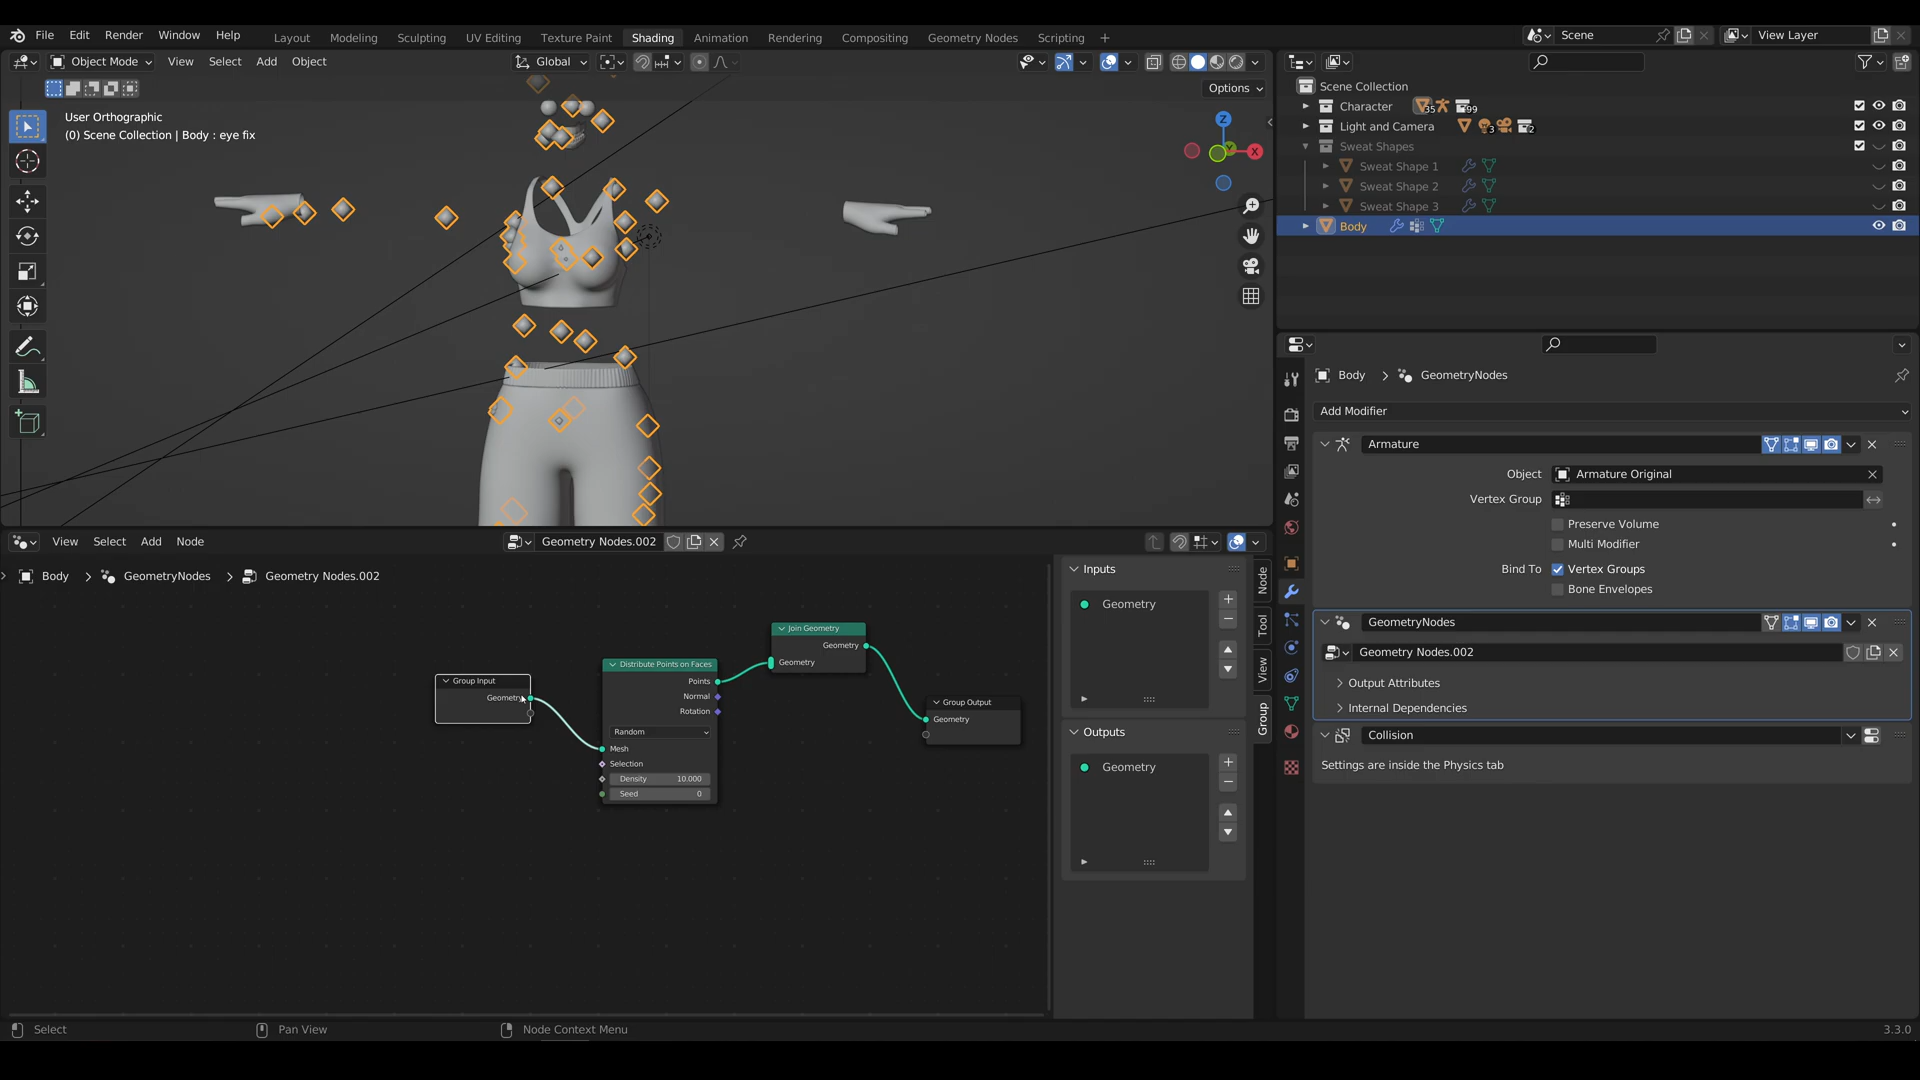 File Edit Render Window Help Layout Modeling Sculpting UV Editing Texture Paint Shading Animation Rendering Compositing Geometry Nodes Scripting + Scene View Layer
Object Mode View Select Add Object Global
Options
User Orthographic
(0) Scene Collection | Body : eye fix
Z
X
Scene Collection
Character 35 99
Light and Camera 3 2
Sweat Shapes
Sweat Shape 1
Sweat Shape 2
Sweat Shape 3
Body
Body > GeometryNodes
Add Modifier
Armature
Object Armature Original
Vertex Group
Preserve Volume
Multi Modifier
Bind To Vertex Groups
Bone Envelopes
GeometryNodes
Geometry Nodes.002
Output Attributes
Internal Dependencies
Collision
Settings are inside the Physics tab
View Select Add Node Geometry Nodes.002
Body > GeometryNodes > Geometry Nodes.002
Group Input
Geometry
Distribute Points on Faces
Points
Normal
Rotation
Random
Mesh
Selection
Density 10.000
Seed 0
Join Geometry
Geometry
Geometry
Group Output
Geometry
Inputs
Geometry
Outputs
Geometry
Node
Tool
View
Group
Select Pan View Node Context Menu 3.3.0